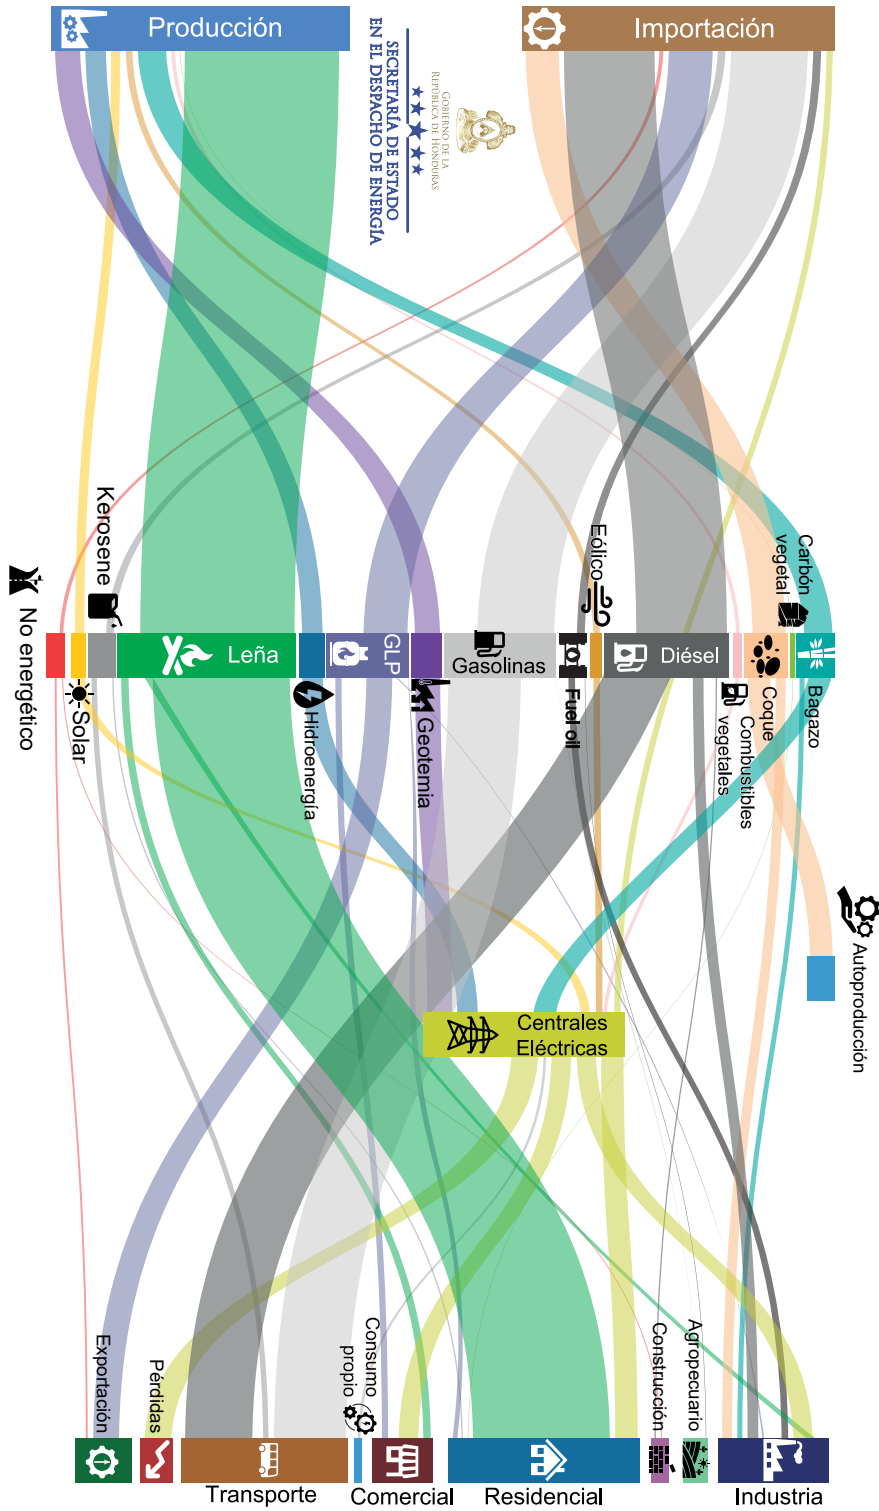 Producción
Importación
GOBIERNO DE LA
REPÚBLICA DE HONDURAS
SECRETARÍA DE ESTADO
EN EL DESPACHO DE ENERGÍA
Kerosene
Eólico
Carbón
vegetal
No energético
Solar
Leña
Hidroenergía
GLP
Geotemia
Gasolinas
Fuel oil
Diésel
Combustibles
vegetales
Coque
Bagazo
Autoproducción
Centrales
Eléctricas
Exportación
Pérdidas
Transporte
Consumo
propio
Comercial
Residencial
Construcción
Agropecuario
Industria